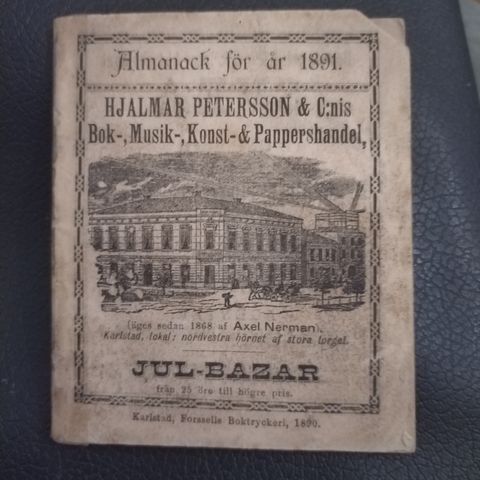 Almanack för år 1891.
HJALMAR PETERSSON & C:nis
Bok-, Musik-, Konst- & Pappershandel,
(äges sedan 1868 af Axel Nerman),
Karlstad, lokal: nordvestra hörnet af stora torget.
JUL-BAZAR
från 25 öre till högre pris.
Karlstad, Forssells Boktryckeri, 1890.